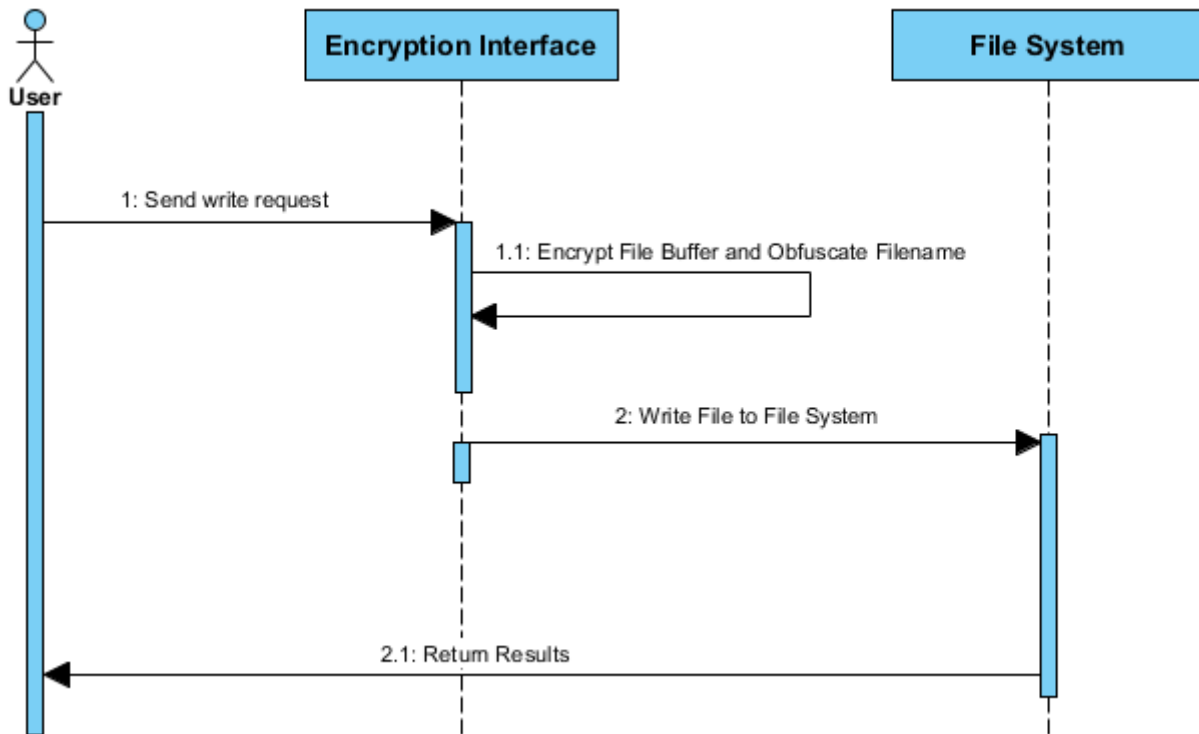 Encryption Interface
File System
User
1: Send write request
1.1: Encrypt File Buffer and Obfuscate Filename
2: Write File to File System
2.1: Return Results